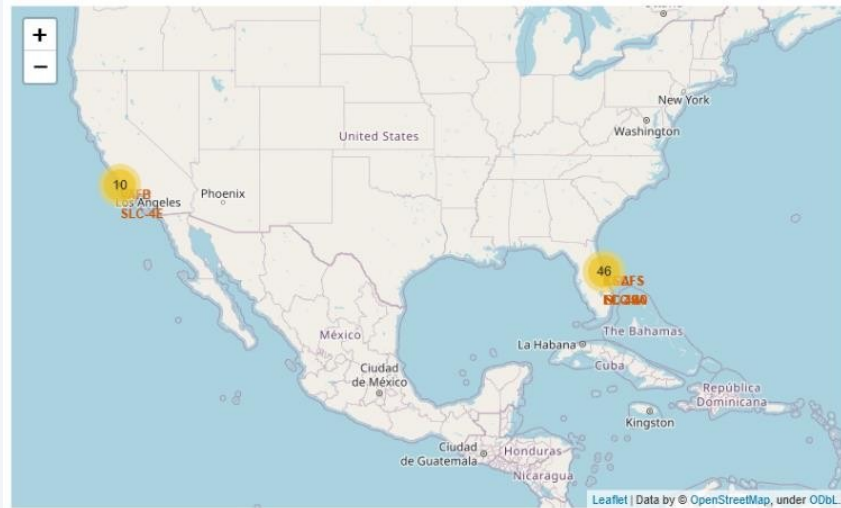 Ottawa
+
−
New York
United States
Washington
10
Phoenix
Los Angeles
SLC-4E
46
The Bahamas
México
La Habana
Cuba
Ciudad
de México
República
Dominicana
Kingston
Ciudad
de Guatemala
Honduras
Nicaragua
Leaflet | Data by © OpenStreetMap, under ODbL.